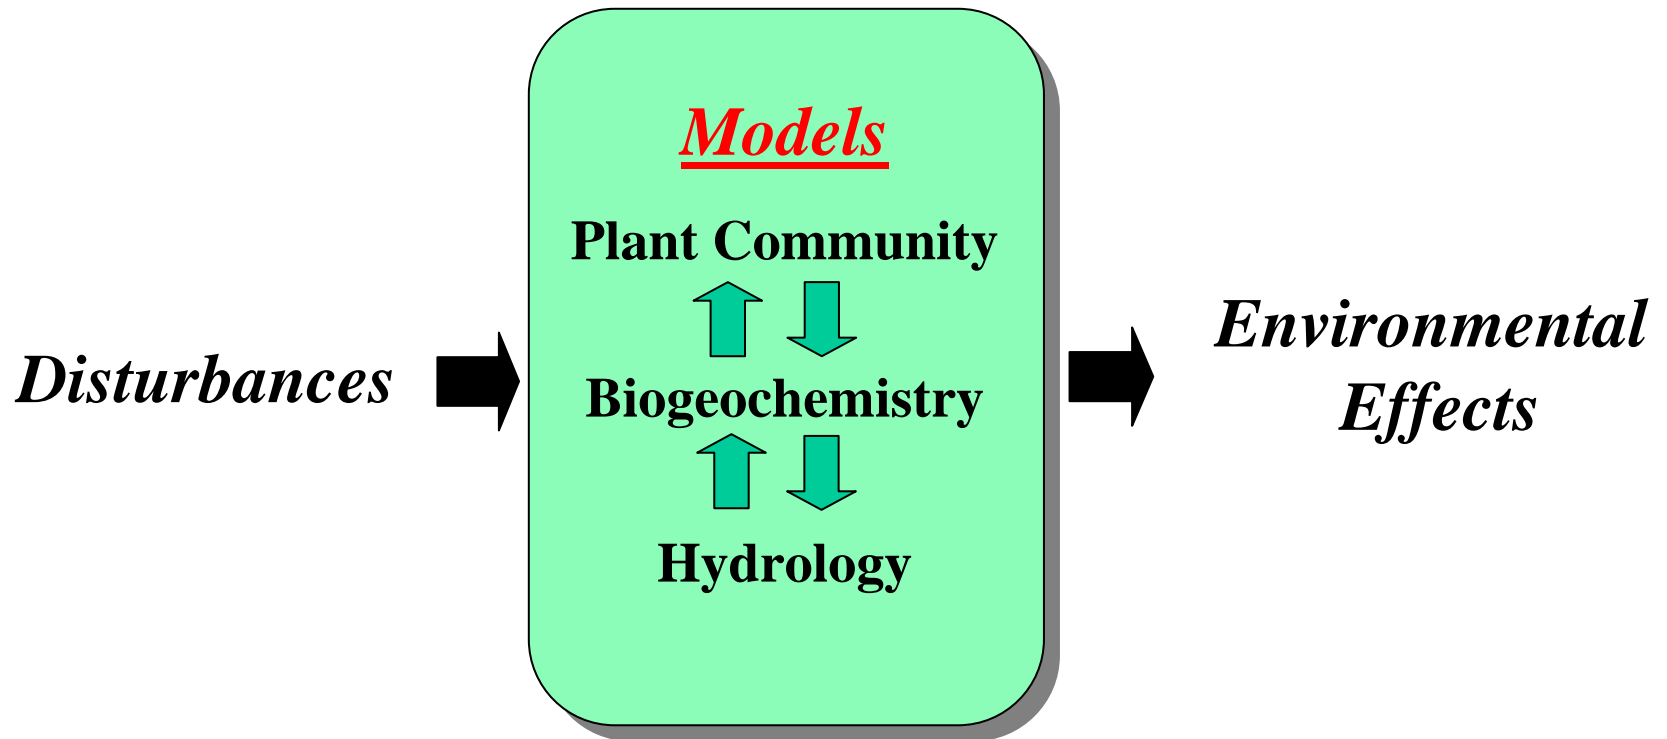 Models
Plant Community
Disturbances
Biogeochemistry
Hydrology
Environmental
Effects